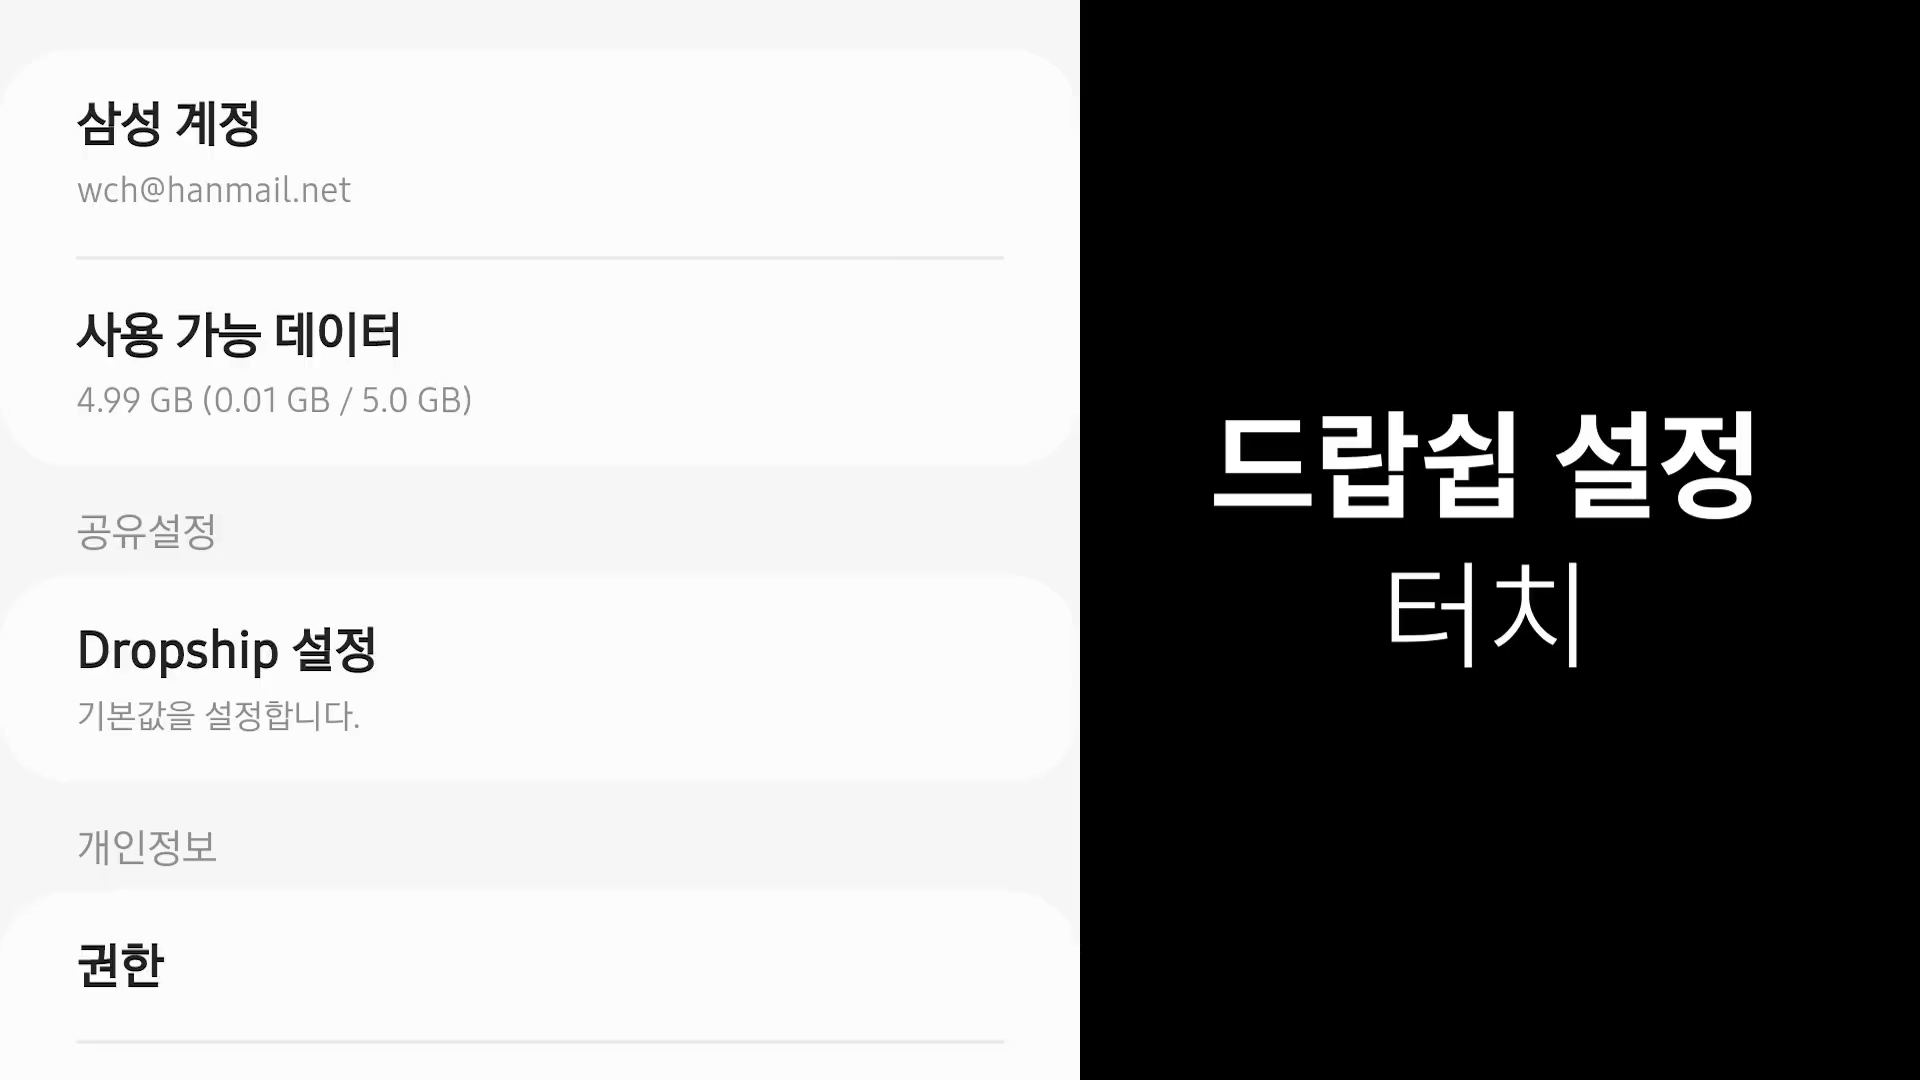 삼성 계정
wch@hanmail.net
사용 가능 데이터
4.99 GB (0.01 GB / 5.0 GB)
공유설정
Dropship 설정
기본값을 설정합니다.
개인정보
권한
드랍쉽 설정
터치